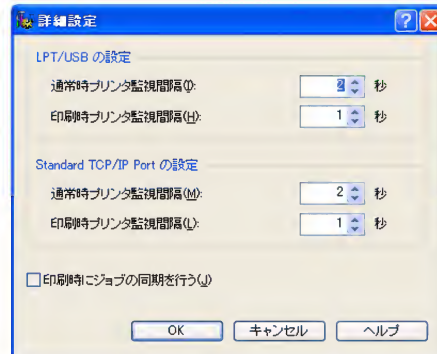 詳細設定
LPT/USB の設定
通常時プリンタ監視間隔(I): 2 秒
印刷時プリンタ監視間隔(H): 1 秒
Standard TCP/IP Port の設定
通常時プリンタ監視間隔(M): 2 秒
印刷時プリンタ監視間隔(L): 1 秒
印刷時にジョブの同期を行う(J)
OK キャンセル ヘルプ